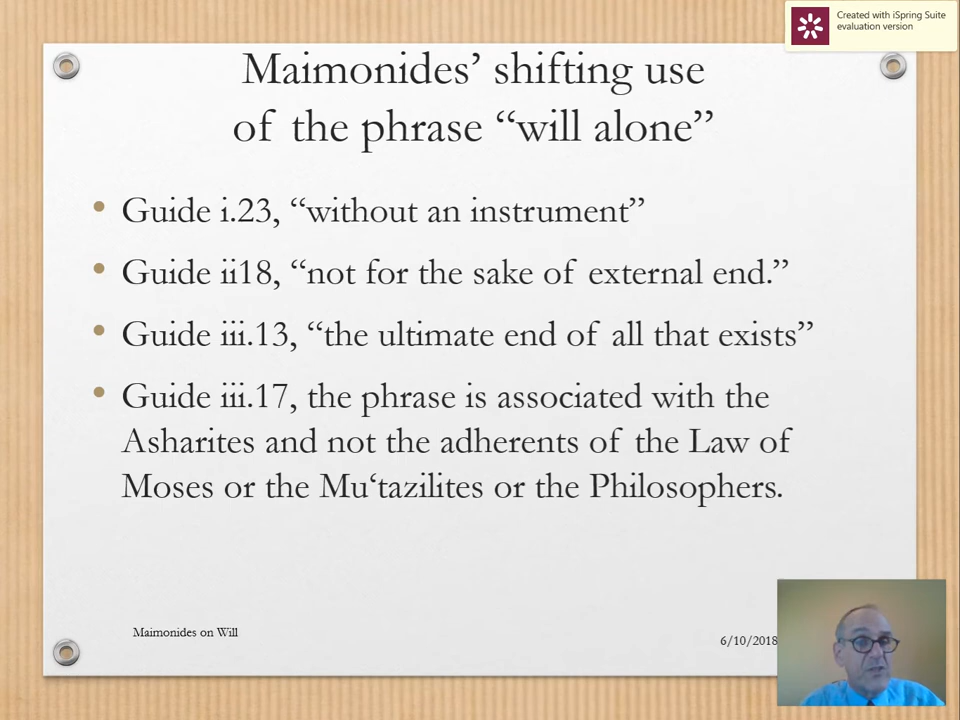 Created with iSpring Suite
evaluation version
Maimonides’ shifting use
of the phrase “will alone”
• Guide i.23, “without an instrument”
• Guide ii18, “not for the sake of external end.”
• Guide iii.13, “the ultimate end of all that exists”
• Guide iii.17, the phrase is associated with the
Asharites and not the adherents of the Law of
Moses or the Mu‘tazilites or the Philosophers.
Maimonides on Will
6/10/2018